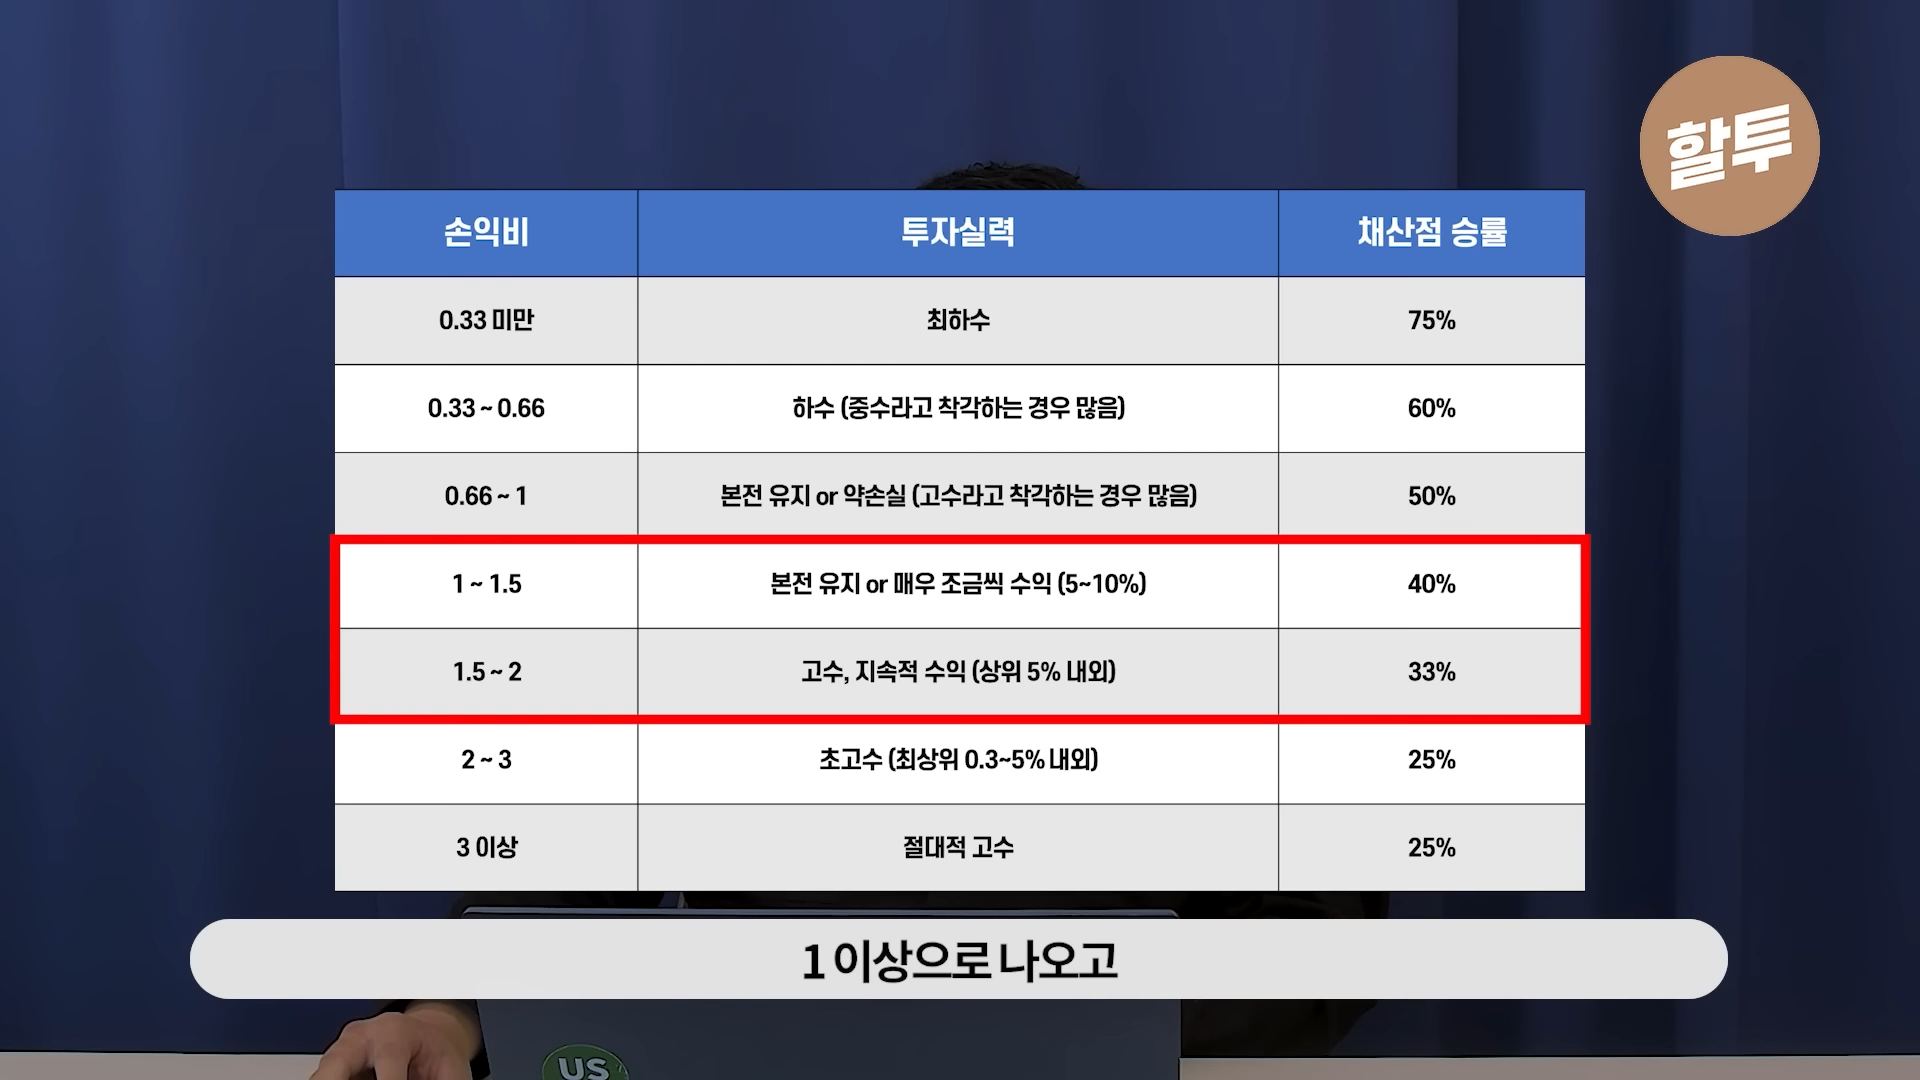 할투
손익비 투자실력 채산점 승률
0.33 미만 최하수 75%
0.33 ~ 0.66 하수 (중수라고 착각하는 경우 많음) 60%
0.66 ~ 1 본전 유지 or 약손실 (고수라고 착각하는 경우 많음) 50%
1 ~ 1.5 본전 유지 or 매우 조금씩 수익 (5~10%) 40%
1.5 ~ 2 고수, 지속적 수익 (상위 5% 내외) 33%
2 ~ 3 초고수 (최상위 0.3~5% 내외) 25%
3 이상 절대적 고수 25%
1 이상으로 나오고
US